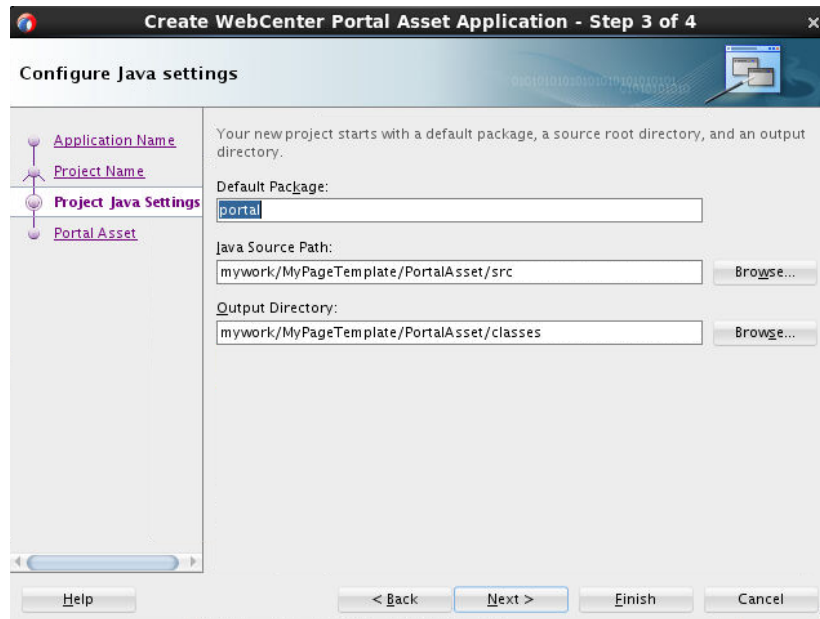 Create WebCenter Portal Asset Application - Step 3 of 4
Configure Java settings
Application Name
Project Name
Project Java Settings
Portal Asset
Your new project starts with a default package, a source root directory, and an output
directory.
Default Package:
portal
Java Source Path:
mywork/MyPageTemplate/PortalAsset/src
Browse...
Output Directory:
mywork/MyPageTemplate/PortalAsset/classes
Browse...
Help
< Back
Next >
Finish
Cancel